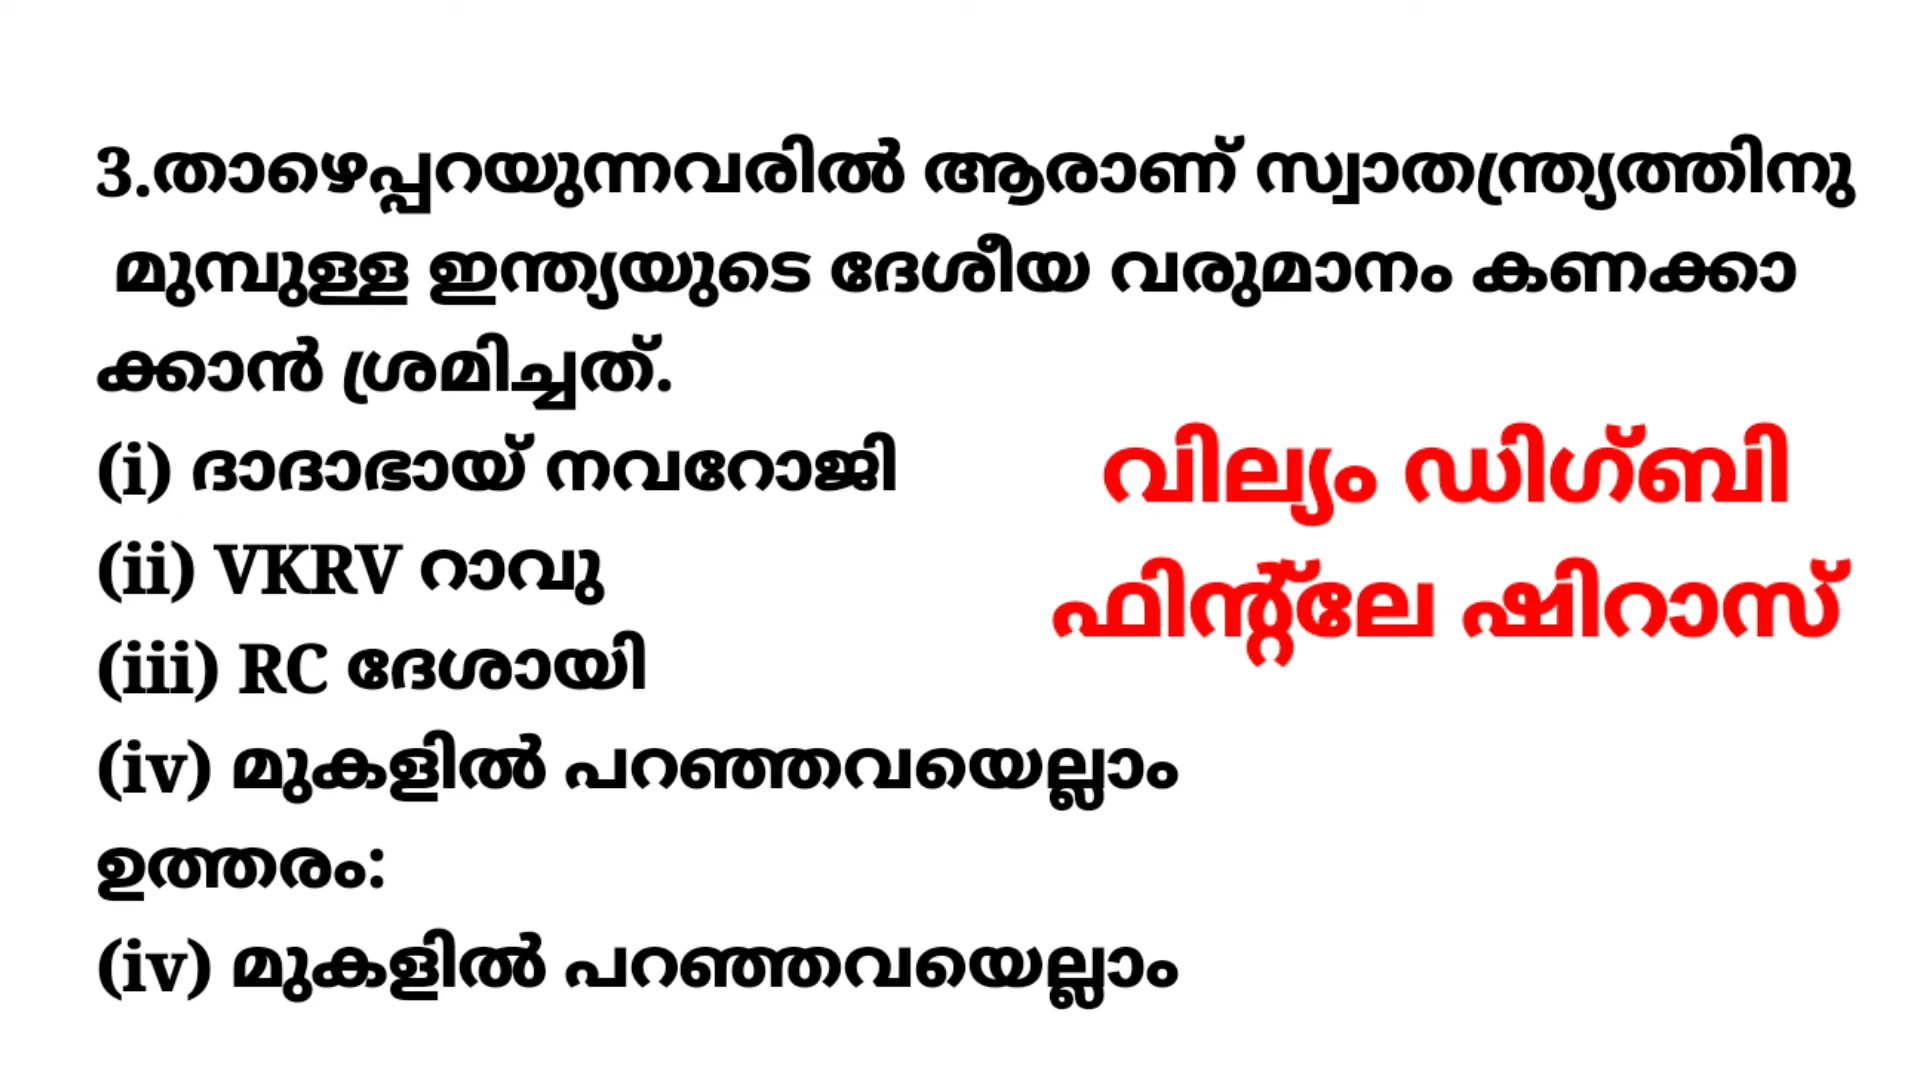 3.താഴെപ്പറയുന്നവരിൽ ആരാണ് സ്വാതന്ത്ര്യത്തിനു
മുമ്പുള്ള ഇന്ത്യയുടെ ദേശീയ വരുമാനം കണക്കാ
ക്കാൻ ശ്രമിച്ചത്.
(i) ദാദാഭായ് നവറോജി
(ii) VKRV റാവു
(iii) RC ദേശായി
(iv) മുകളിൽ പറഞ്ഞവയെല്ലാം
ഉത്തരം:
(iv) മുകളിൽ പറഞ്ഞവയെല്ലാം
വില്യം ഡിഗ്ബി
ഫിന്റ്ലേ ഷിറാസ്